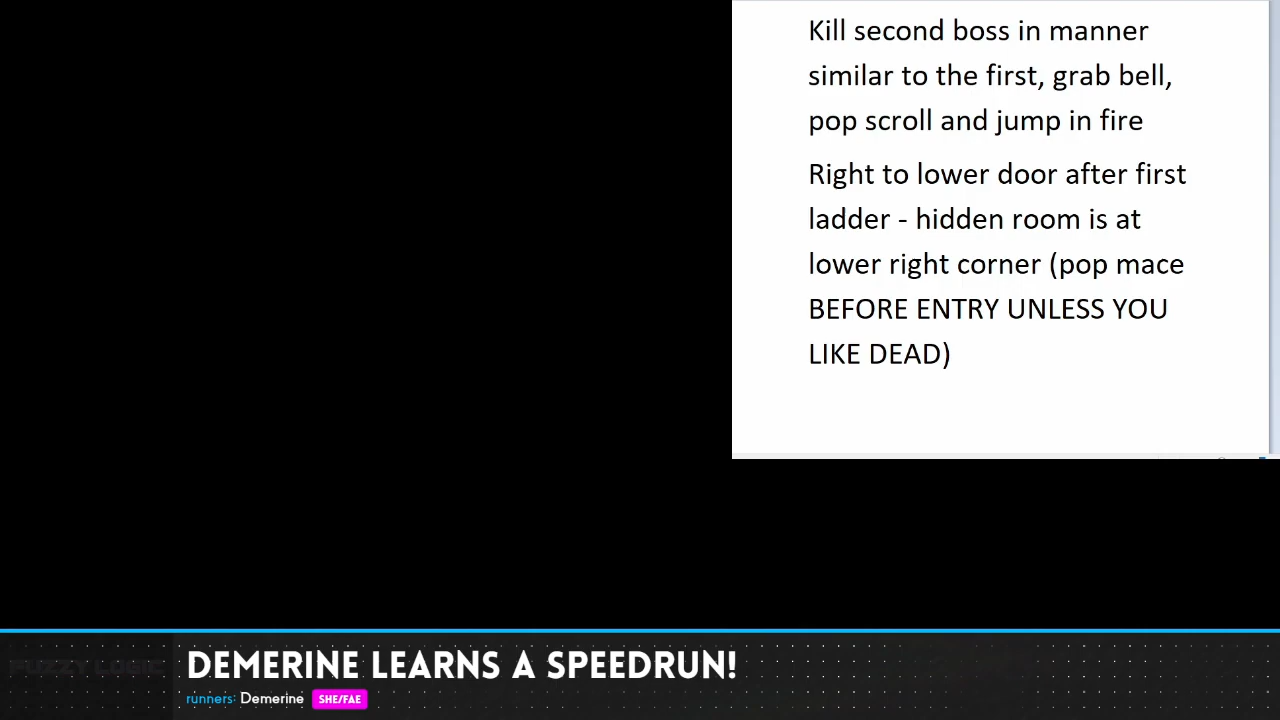 Kill second boss in manner
similar to the first, grab bell,
pop scroll and jump in fire
Right to lower door after first
ladder - hidden room is at
lower right corner (pop mace
BEFORE ENTRY UNLESS YOU
LIKE DEAD)
FUZZY LOGIC
DEMERINE LEARNS A SPEEDRUN!
runners: Demerine SHE/FAE